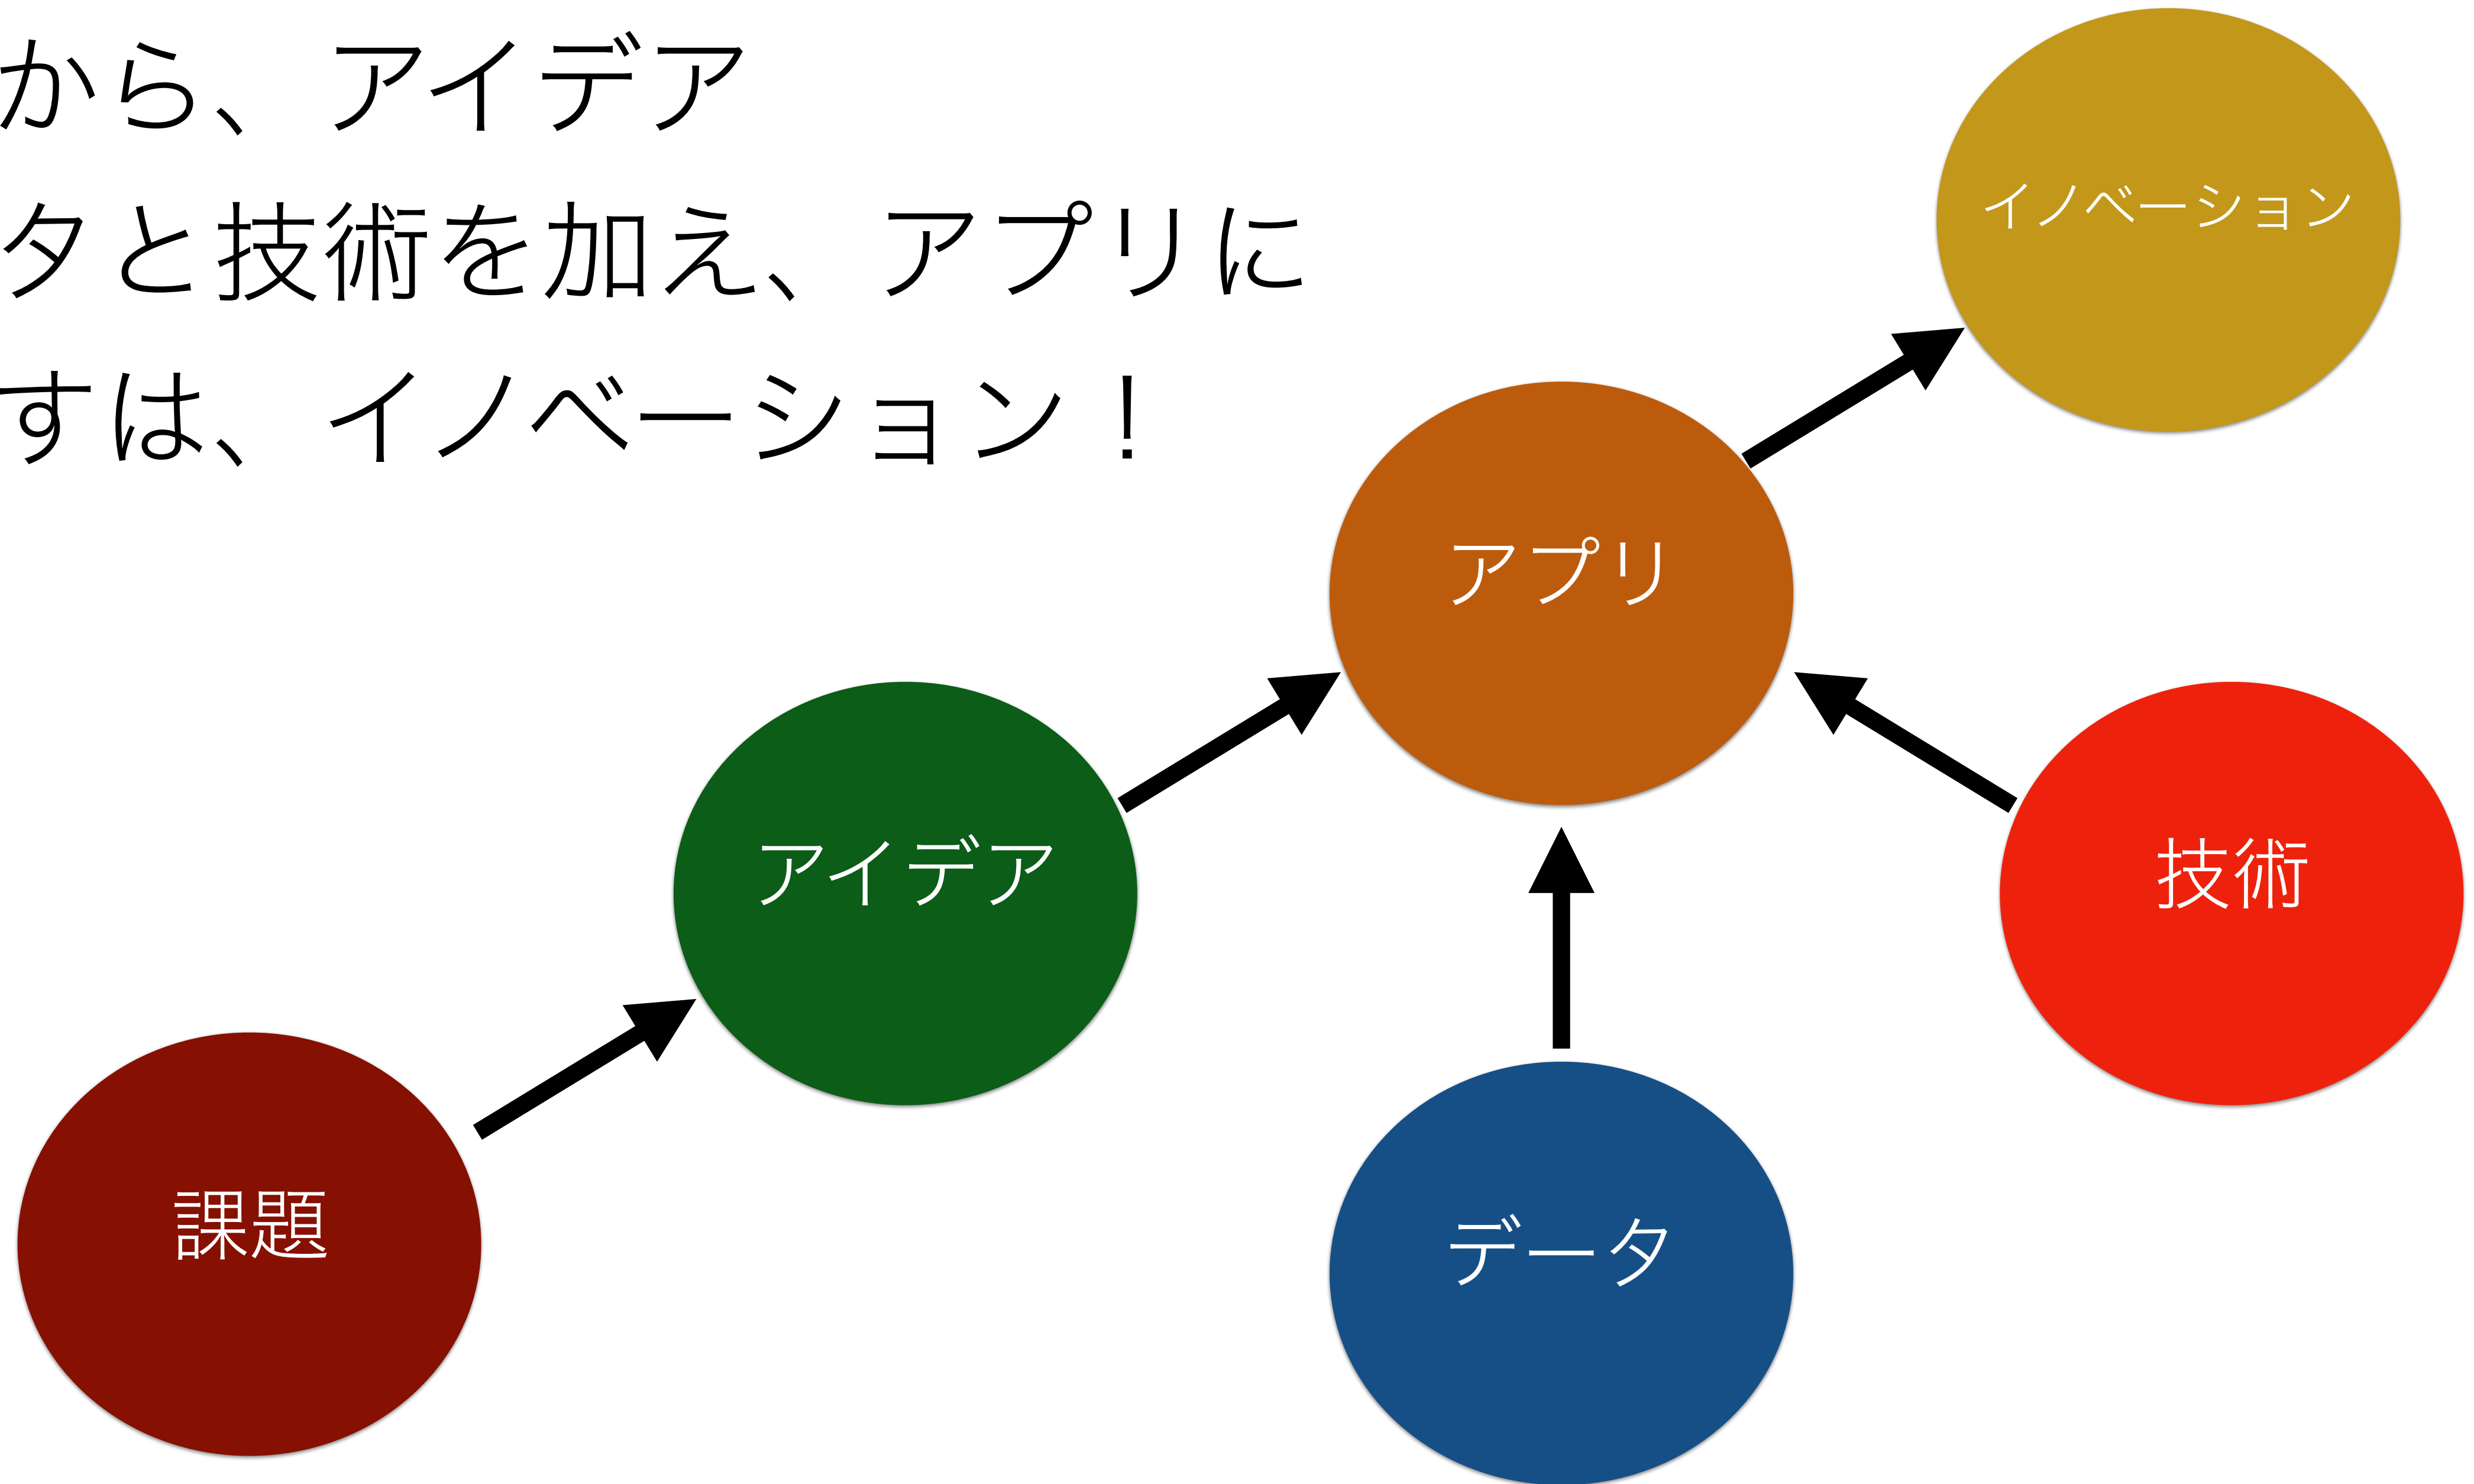 から、アイデア
タと技術を加え、アプリに
すは、イノベーション！
イノベーション
アプリ
アイデア
技術
課題
データ